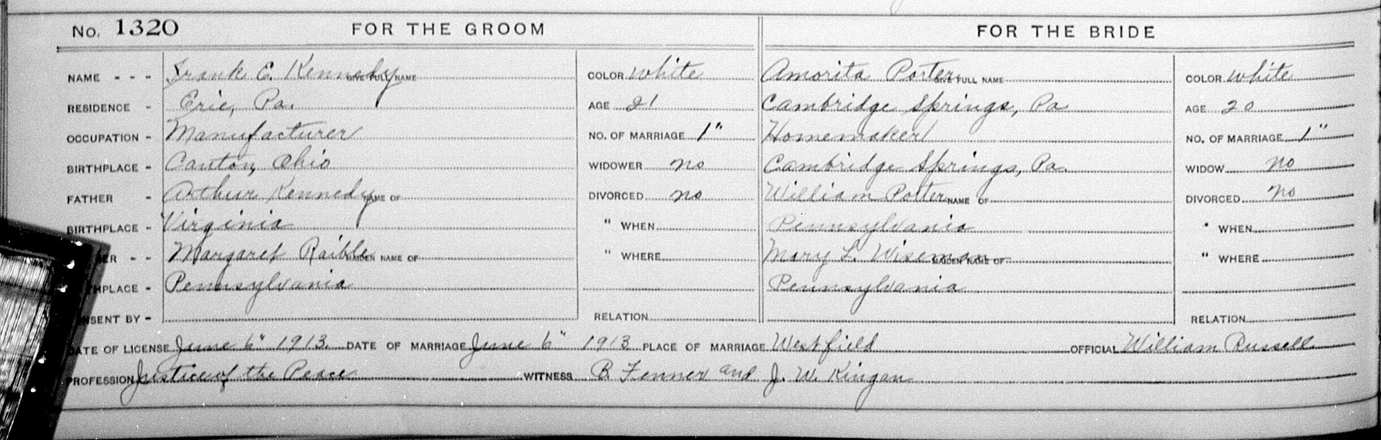 No. 1320 FOR THE GROOM FOR THE BRIDE
NAME - - - Frank E. Kennedy GIVE FULL NAME COLOR White Amorita Porter GIVE FULL NAME COLOR White
RESIDENCE - Erie, Pa. AGE 21 Cambridge Springs, Pa AGE 20
OCCUPATION - Manufacturer NO. OF MARRIAGE 1" Homemaker NO. OF MARRIAGE 1"
BIRTHPLACE - Canton, Ohio WIDOWER no Cambridge Springs, Pa. WIDOW no
FATHER - Arthur Kennedy NAME OF DIVORCED no William Porter NAME OF DIVORCED no
BIRTHPLACE - Virginia " WHEN Pennsylvania " WHEN
ER - - Margaret Raible MAIDEN NAME OF " WHERE Mary L. Wiseman MAIDEN NAME OF " WHERE
HPLACE - Pennsylvania Pennsylvania
NSENT BY - RELATION RELATION
DATE OF LICENSE June 6" 1913. DATE OF MARRIAGE June 6" 1913 PLACE OF MARRIAGE Westfield OFFICIAL William Russell
PROFESSION Justice of the Peace WITNESS B. Fenner and J. W. Kingan